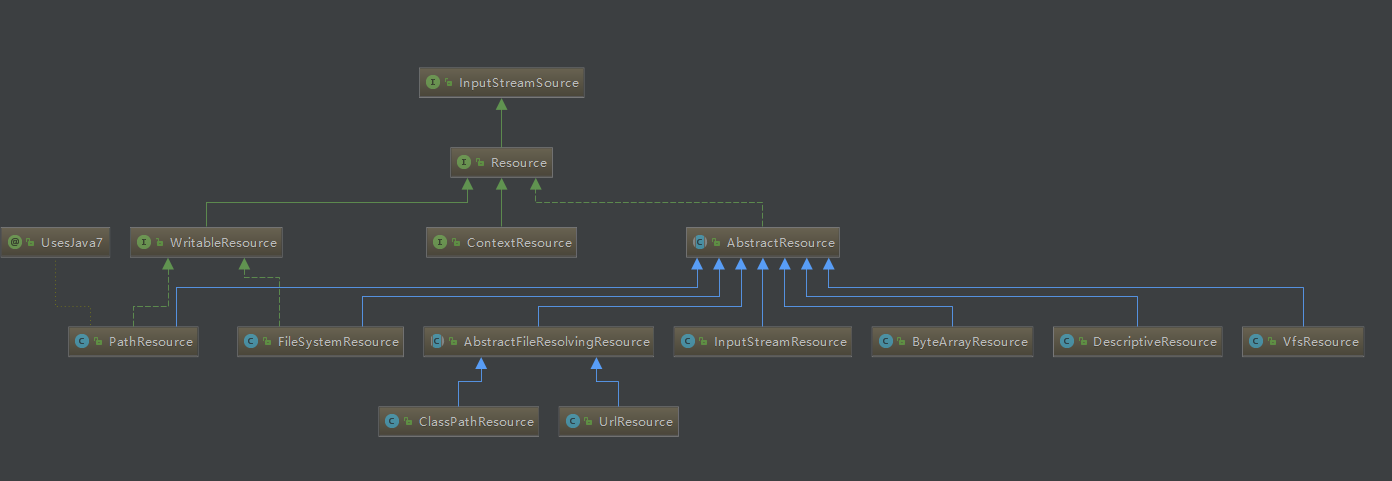 InputStreamSource
Resource
UsesJava7
WritableResource
ContextResource
AbstractResource
PathResource
FileSystemResource
AbstractFileResolvingResource
InputStreamResource
ByteArrayResource
DescriptiveResource
VfsResource
ClassPathResource
UrlResource